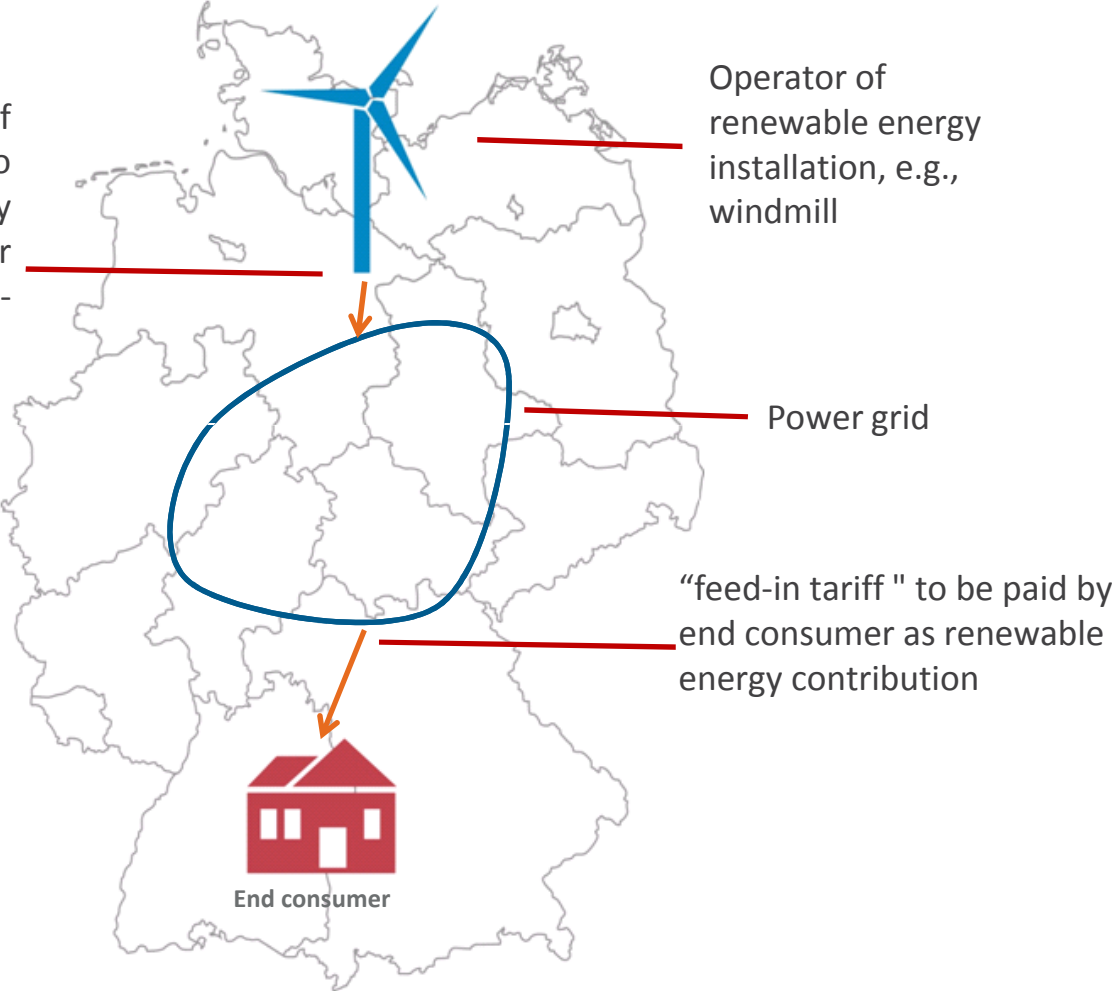 Operator of
renewable energy
installation, e.g.,
windmill
Power grid
“feed-in tariff " to be paid by
end consumer as renewable
energy contribution
End consumer